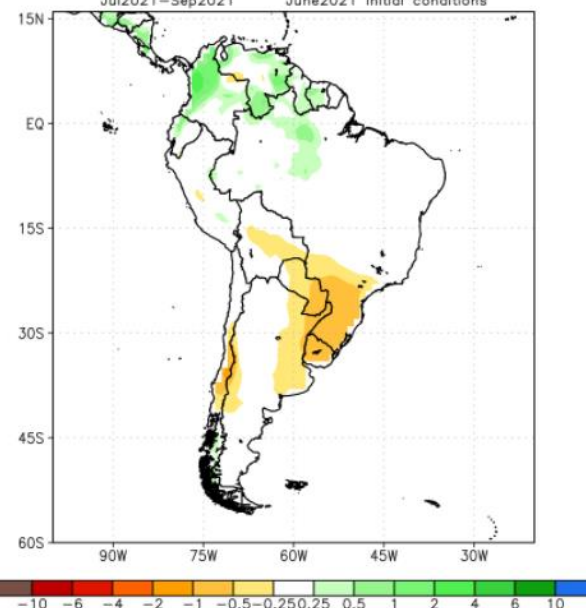 Jul2021-Sep2021 June2021 initial conditions
15N
EQ
15S
30S
45S
60S
90W 75W 60W 45W 30W
-10 -6 -4 -2 -1 -0.5 -0.25 0.25 0.5 1 2 4 6 10